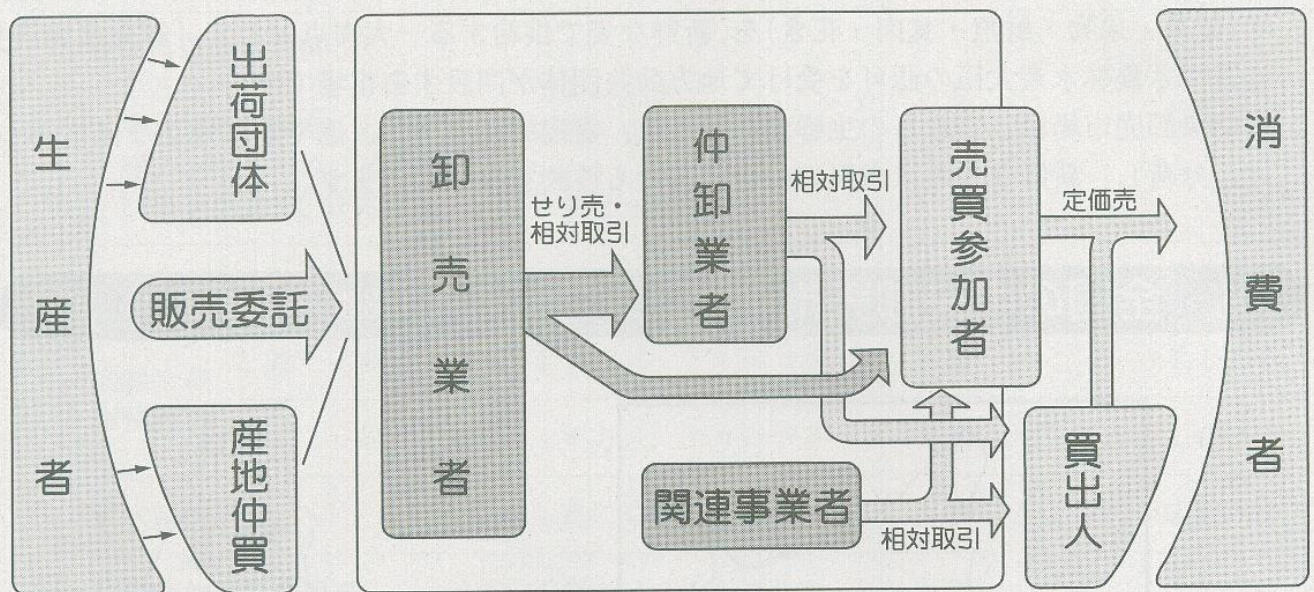 生産者
出荷団体
販売委託
産地仲買
卸売業者
せり売・
相対取引
仲卸業者
相対取引
売買参加者
定価売
関連事業者
相対取引
買出人
消費者